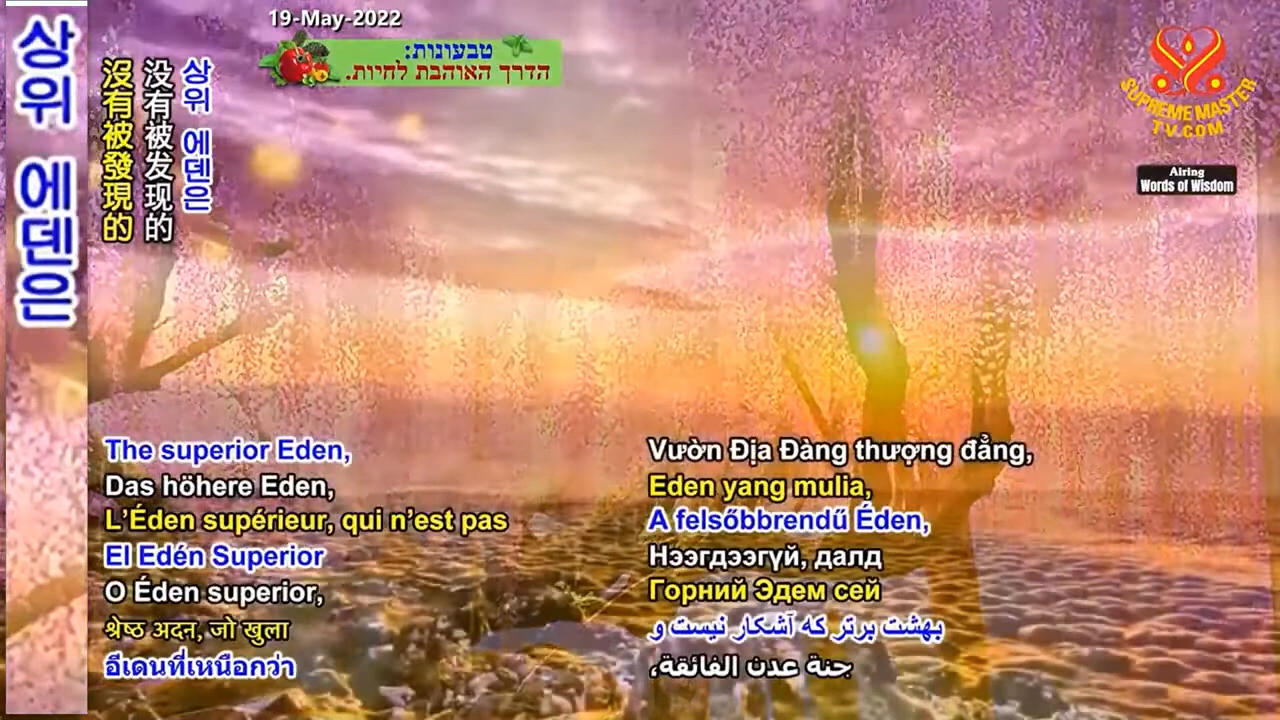 19-May-2022
טבעונות:
הדרך האוהבת לחיות.
SUPREME MASTER
TV.COM
Airing
Words of Wisdom
상위 에덴은
상위 에덴은
没有被发现的
沒有被發現的
The superior Eden,
Das höhere Eden,
L’Éden supérieur, qui n’est pas
El Edén Superior
O Éden superior,
श्रेष्ठ अदन, जो खुला
อีเดนที่เหนือกว่า
Vườn Địa Đàng thượng đẳng,
Eden yang mulia,
A felsőbbrendű Éden,
Нээгдээгүй, далд
Горний Эдем сей
بهشت برتر که آشکار نیست و
جنة عدن الفائقة،